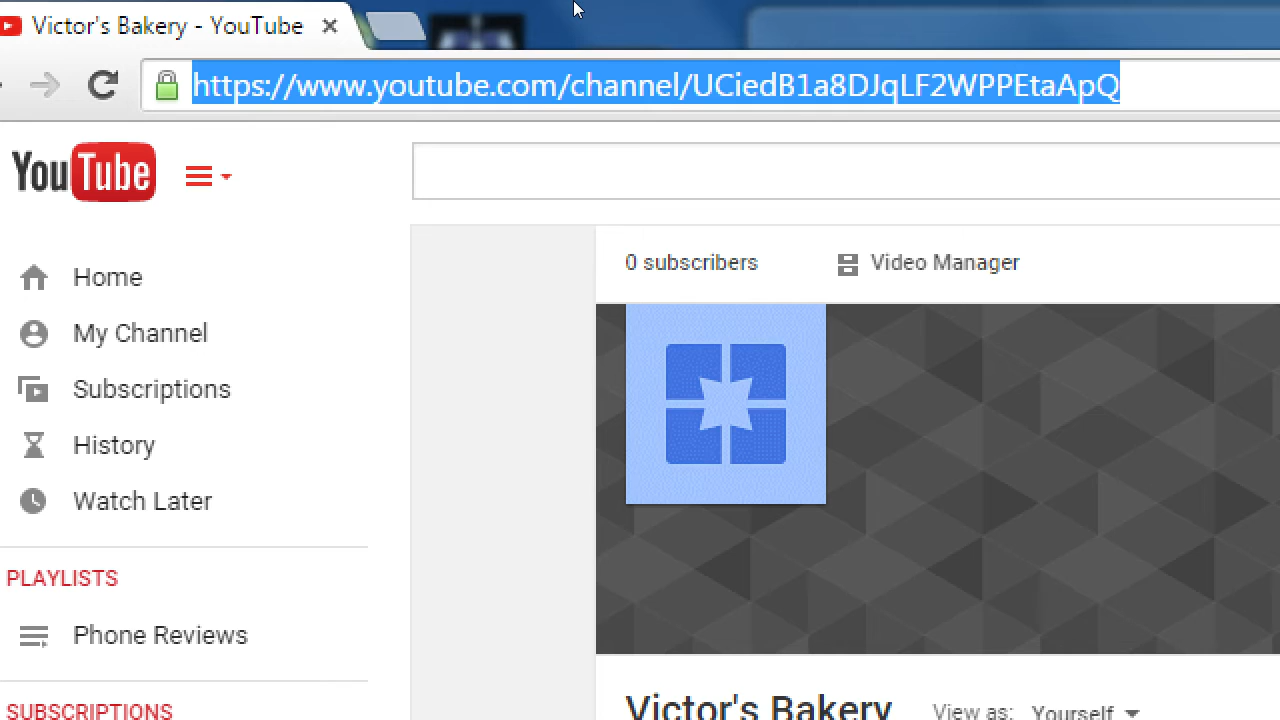 Victor's Bakery - YouTube
https://www.youtube.com/channel/UCiedB1a8DJqLF2WPPEtaApQ
YouTube
0 subscribers
Video Manager
Home
My Channel
Subscriptions
History
Watch Later
PLAYLISTS
Phone Reviews
SUBSCRIPTIONS
Victor's Bakery
View as: Yourself